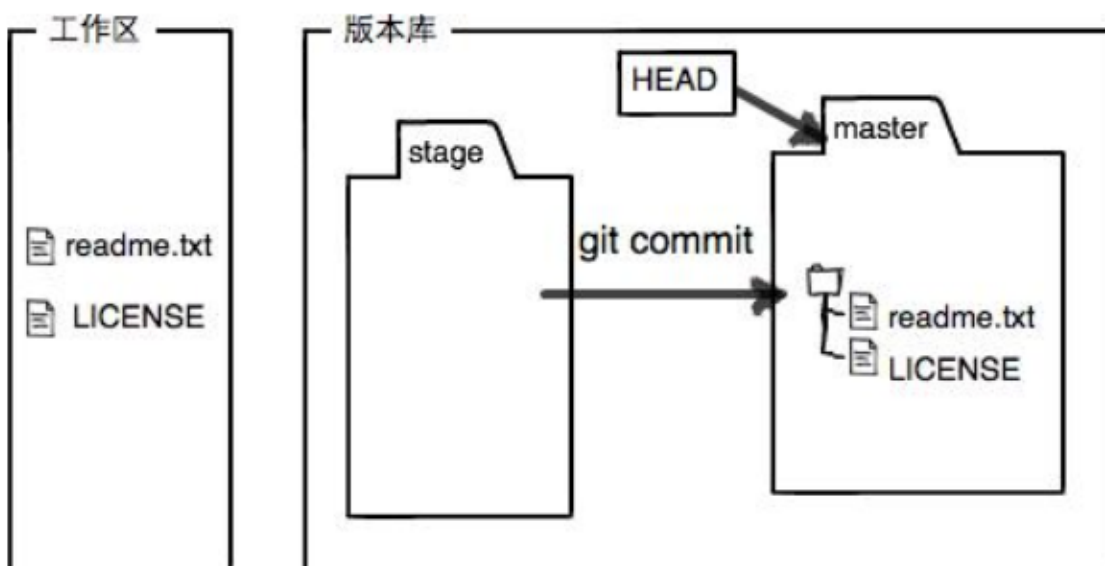 工作区
版本库
HEAD
master
stage
git commit
readme.txt
LICENSE
readme.txt
LICENSE